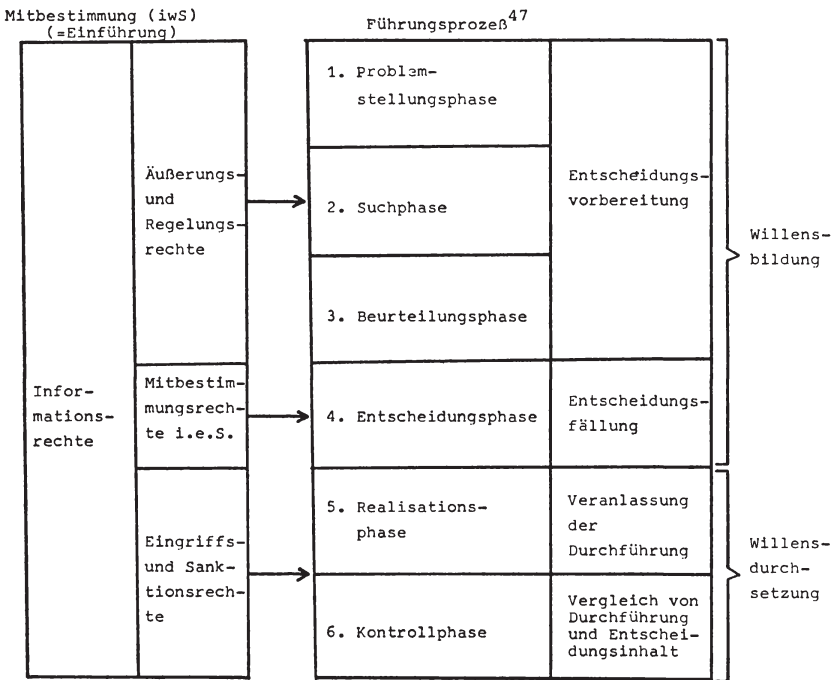 Mitbestimmung (iwS)
(=Einführung)
Führungsprozeß47
Infor-
mations-
rechte
Äußerungs-
und
Regelungs-
rechte
Mitbestim-
mungsrech-
te i.e.S.
Eingriffs-
und Sank-
tionsrech-
te
1. Problem-
stellungsphase
2. Suchphase
3. Beurteilungsphase
4. Entscheidungsphase
5. Realisations-
phase
6. Kontrollphase
Entscheidungs-
vorbereitung
Entscheidungs-
fällung
Veranlassung
der
Durchführung
Vergleich von
Durchführung
und Entschei-
dungsinhalt
Willens-
bildung
Willens-
durch-
setzung